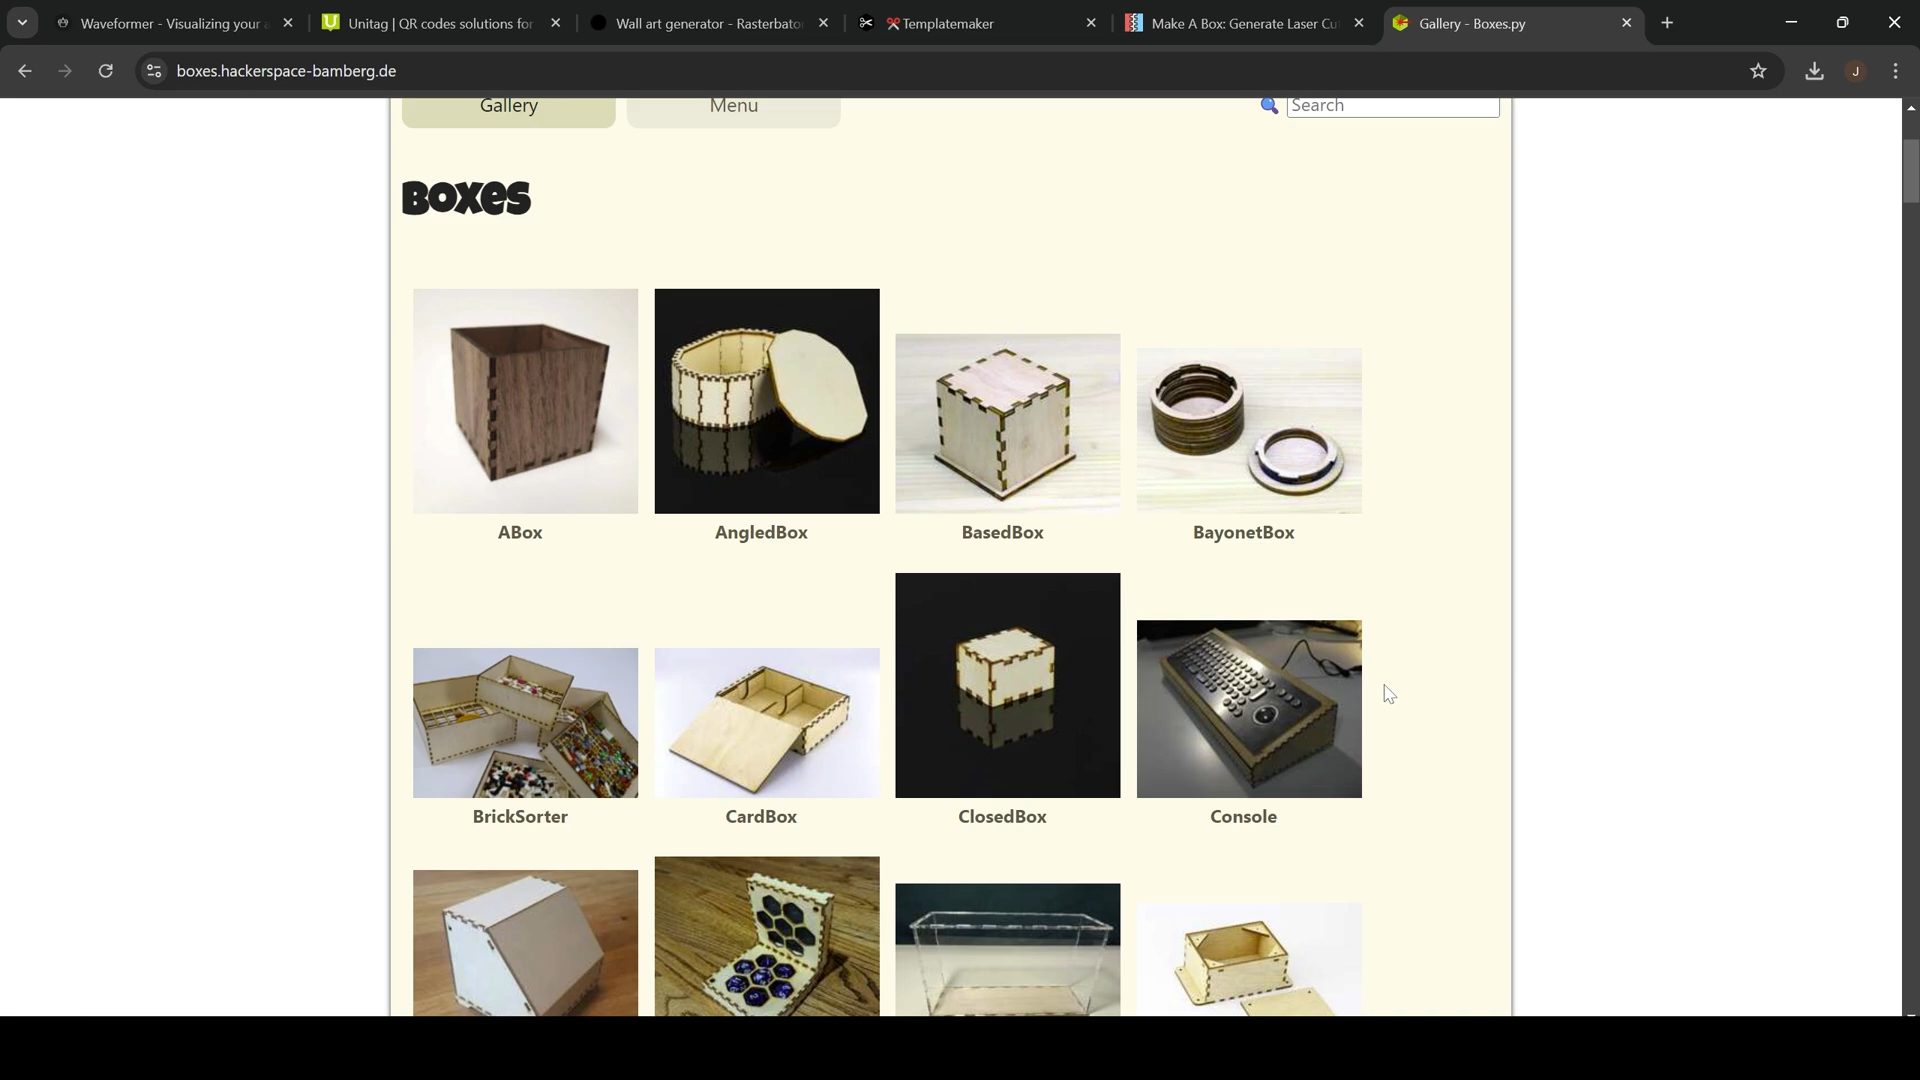 Waveformer - Visualizing your a
Unitag | QR codes solutions for
Wall art generator - Rasterbator
Templatemaker
Make A Box: Generate Laser Cu
Gallery - Boxes.py
boxes.hackerspace-bamberg.de
J
Gallery
Menu
Search
Boxes
ABox
AngledBox
BasedBox
BayonetBox
BrickSorter
CardBox
ClosedBox
Console